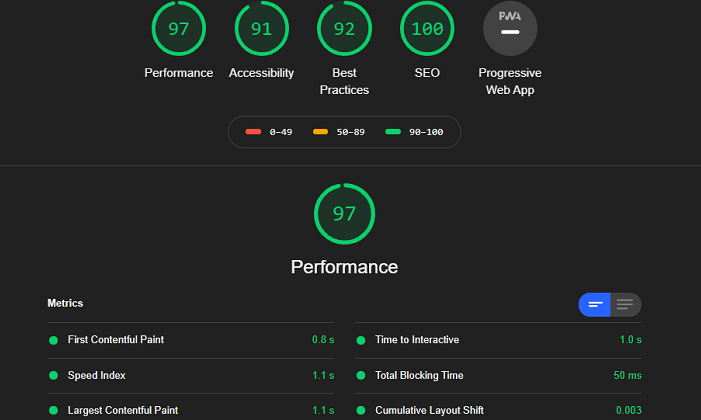 97 91 92 100 PWA
Performance Accessibility Best Practices SEO Progressive Web App
0–49 50–89 90–100
97
Performance
Metrics
First Contentful Paint 0.8 s
Time to Interactive 1.0 s
Speed Index 1.1 s
Total Blocking Time 50 ms
Largest Contentful Paint 1.1 s
Cumulative Layout Shift 0.003